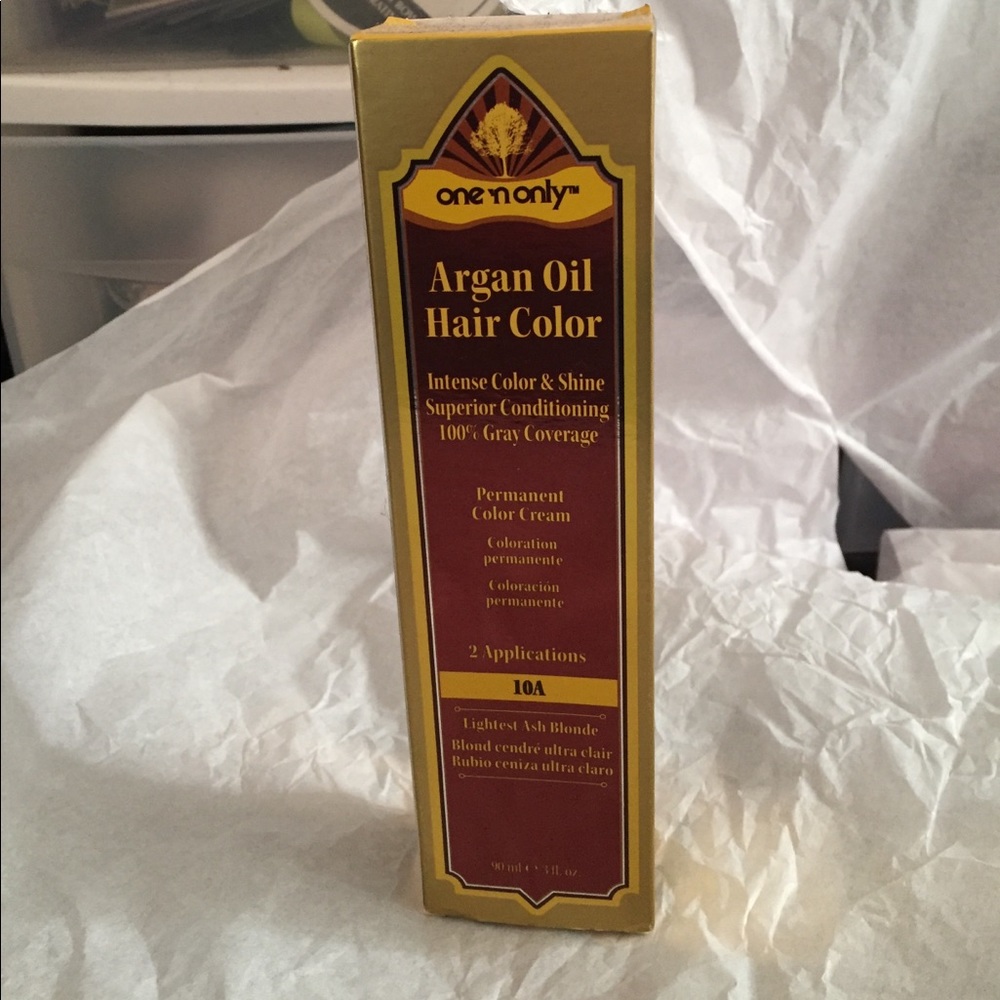 one 'n only™
Argan Oil
Hair Color
Intense Color & Shine
Superior Conditioning
100% Gray Coverage
Permanent
Color Cream
Coloration
permanente
Coloración
permanente
2 Applications
10A
Lightest Ash Blonde
Blond cendré ultra clair
Rubio ceniza ultra claro
90 ml e • 3 fl. oz